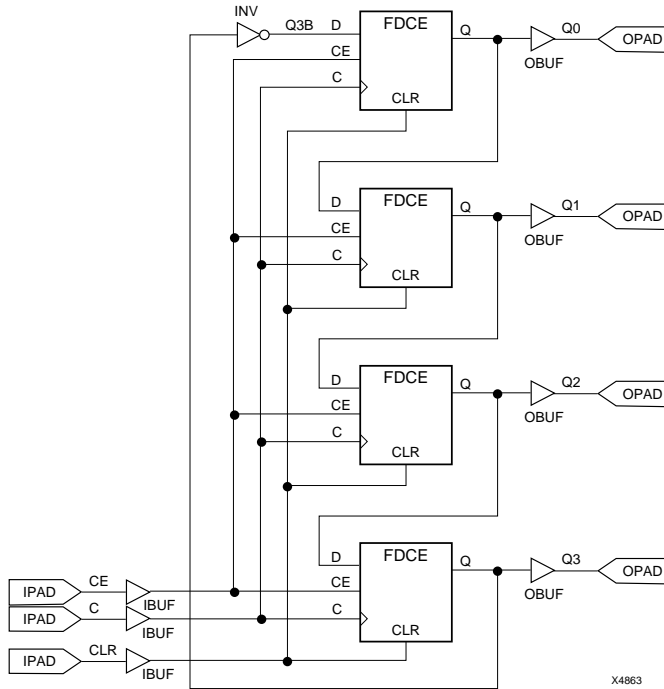 INV
Q3B
D
FDCE
Q
Q0
OPAD
CE
OBUF
C
CLR
D
FDCE
Q
Q1
OPAD
CE
OBUF
C
CLR
D
FDCE
Q
Q2
OPAD
CE
OBUF
C
CLR
D
FDCE
Q
Q3
OPAD
CE
OBUF
C
CLR
IPAD
CE
IBUF
IPAD
C
IBUF
IPAD
CLR
IBUF
X4863